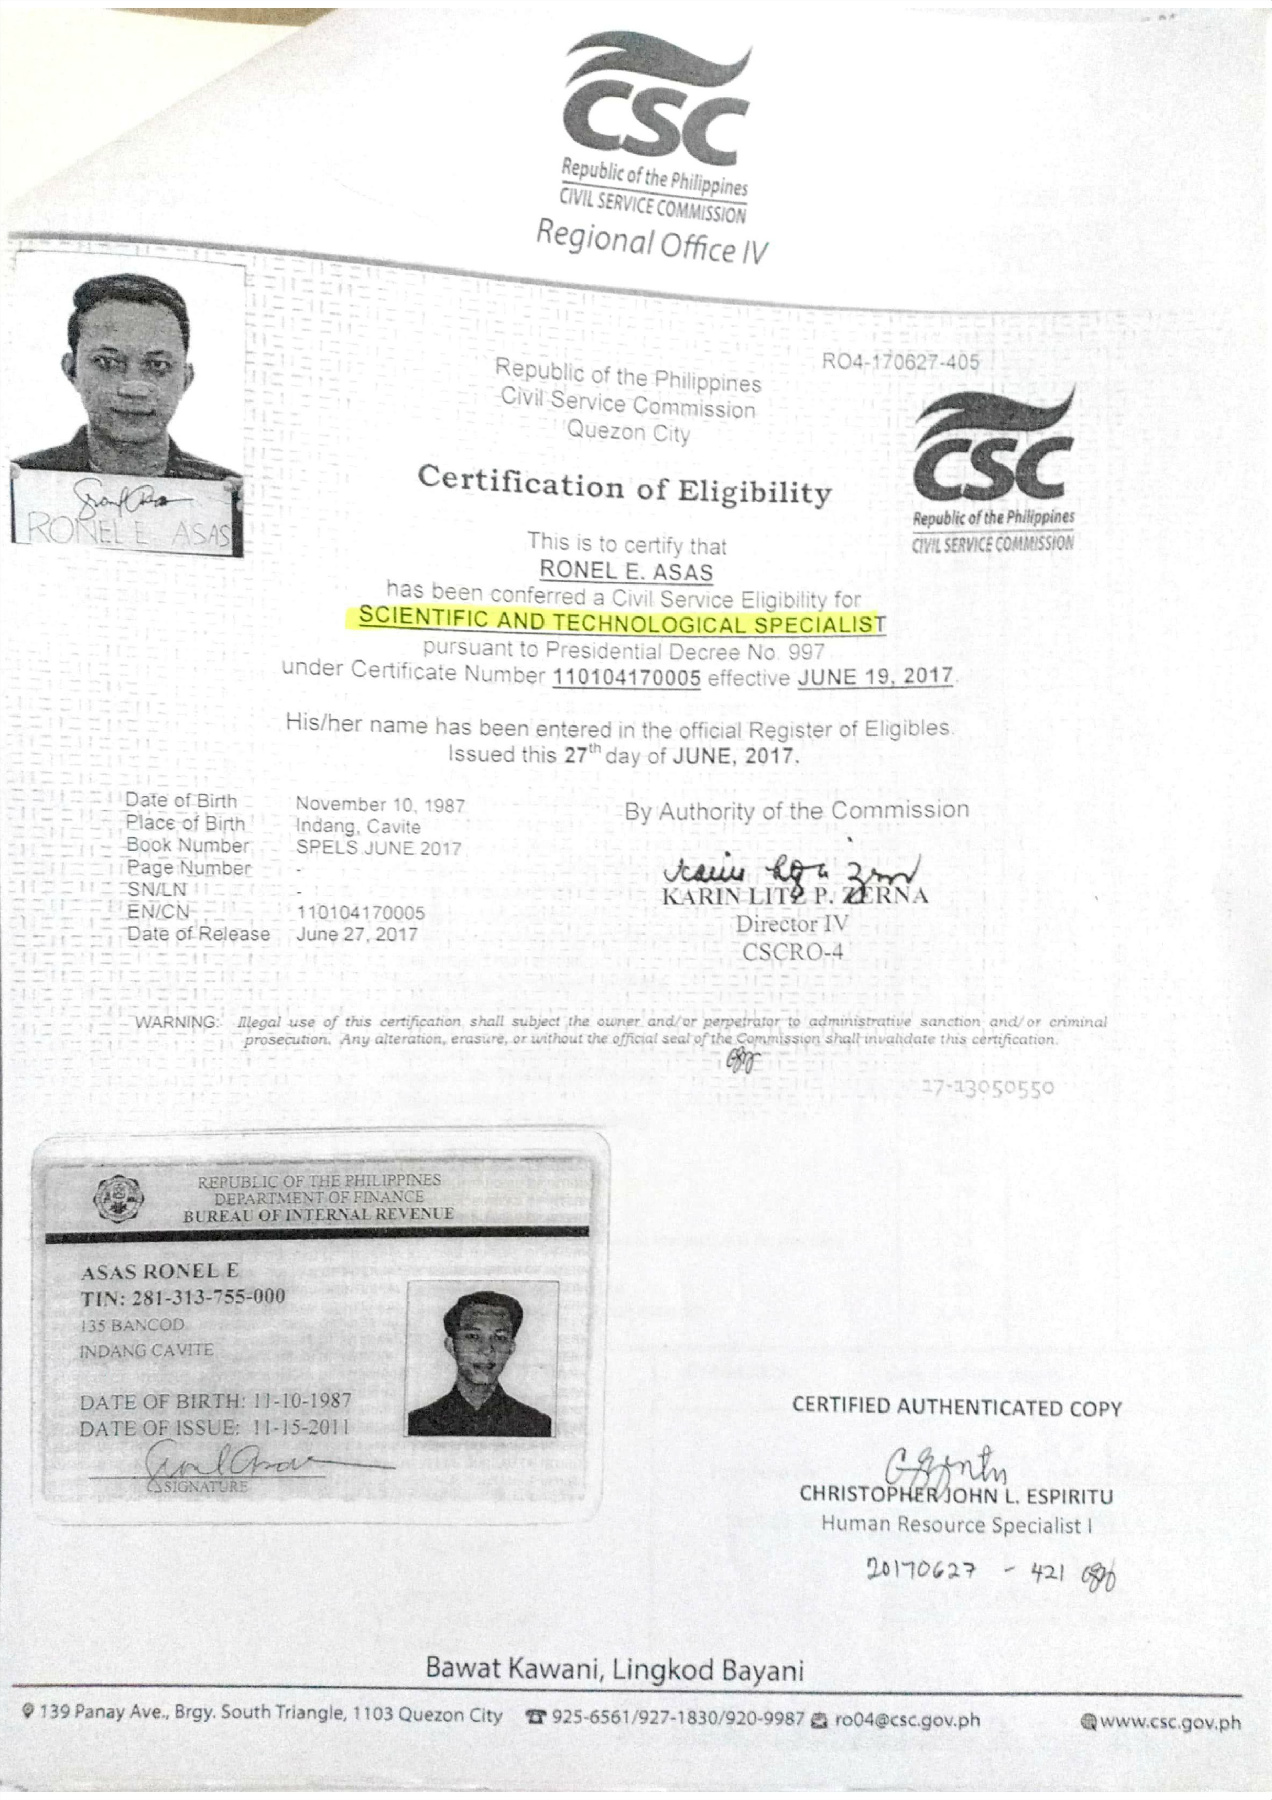 CSC
Republic of the Philippines
CIVIL SERVICE COMMISSION
Regional Office IV
RONEL E. ASAS
RO4-170627-405
Republic of the Philippines
Civil Service Commission
Quezon City
CSC
Republic of the Philippines
CIVIL SERVICE COMMISSION
Certification of Eligibility
This is to certify that
RONEL E. ASAS
has been conferred a Civil Service Eligibility for
SCIENTIFIC AND TECHNOLOGICAL SPECIALIST
pursuant to Presidential Decree No. 997
under Certificate Number 110104170005 effective JUNE 19, 2017.
His/her name has been entered in the official Register of Eligibles.
Issued this 27th day of JUNE, 2017.
Date of Birth November 10, 1987
Place of Birth Indang, Cavite
Book Number SPELS JUNE 2017
Page Number -
SN/LN -
EN/CN 110104170005
Date of Release June 27, 2017
By Authority of the Commission
KARIN LITZ P. ZERNA
Director IV
CSCRO-4
WARNING: Illegal use of this certification shall subject the owner and/or perpetrator to administrative sanction and/or criminal
prosecution. Any alteration, erasure, or without the official seal of the Commission shall invalidate this certification.
17-13050550
REPUBLIC OF THE PHILIPPINES
DEPARTMENT OF FINANCE
BUREAU OF INTERNAL REVENUE
ASAS RONEL E
TIN: 281-313-755-000
135 BANCOD
INDANG CAVITE
DATE OF BIRTH: 11-10-1987
DATE OF ISSUE: 11-15-2011
SIGNATURE
CERTIFIED AUTHENTICATED COPY
CHRISTOPHER JOHN L. ESPIRITU
Human Resource Specialist I
20170627 - 421
Bawat Kawani, Lingkod Bayani
139 Panay Ave., Brgy. South Triangle, 1103 Quezon City 925-6561/927-1830/920-9987 ro04@csc.gov.ph www.csc.gov.ph